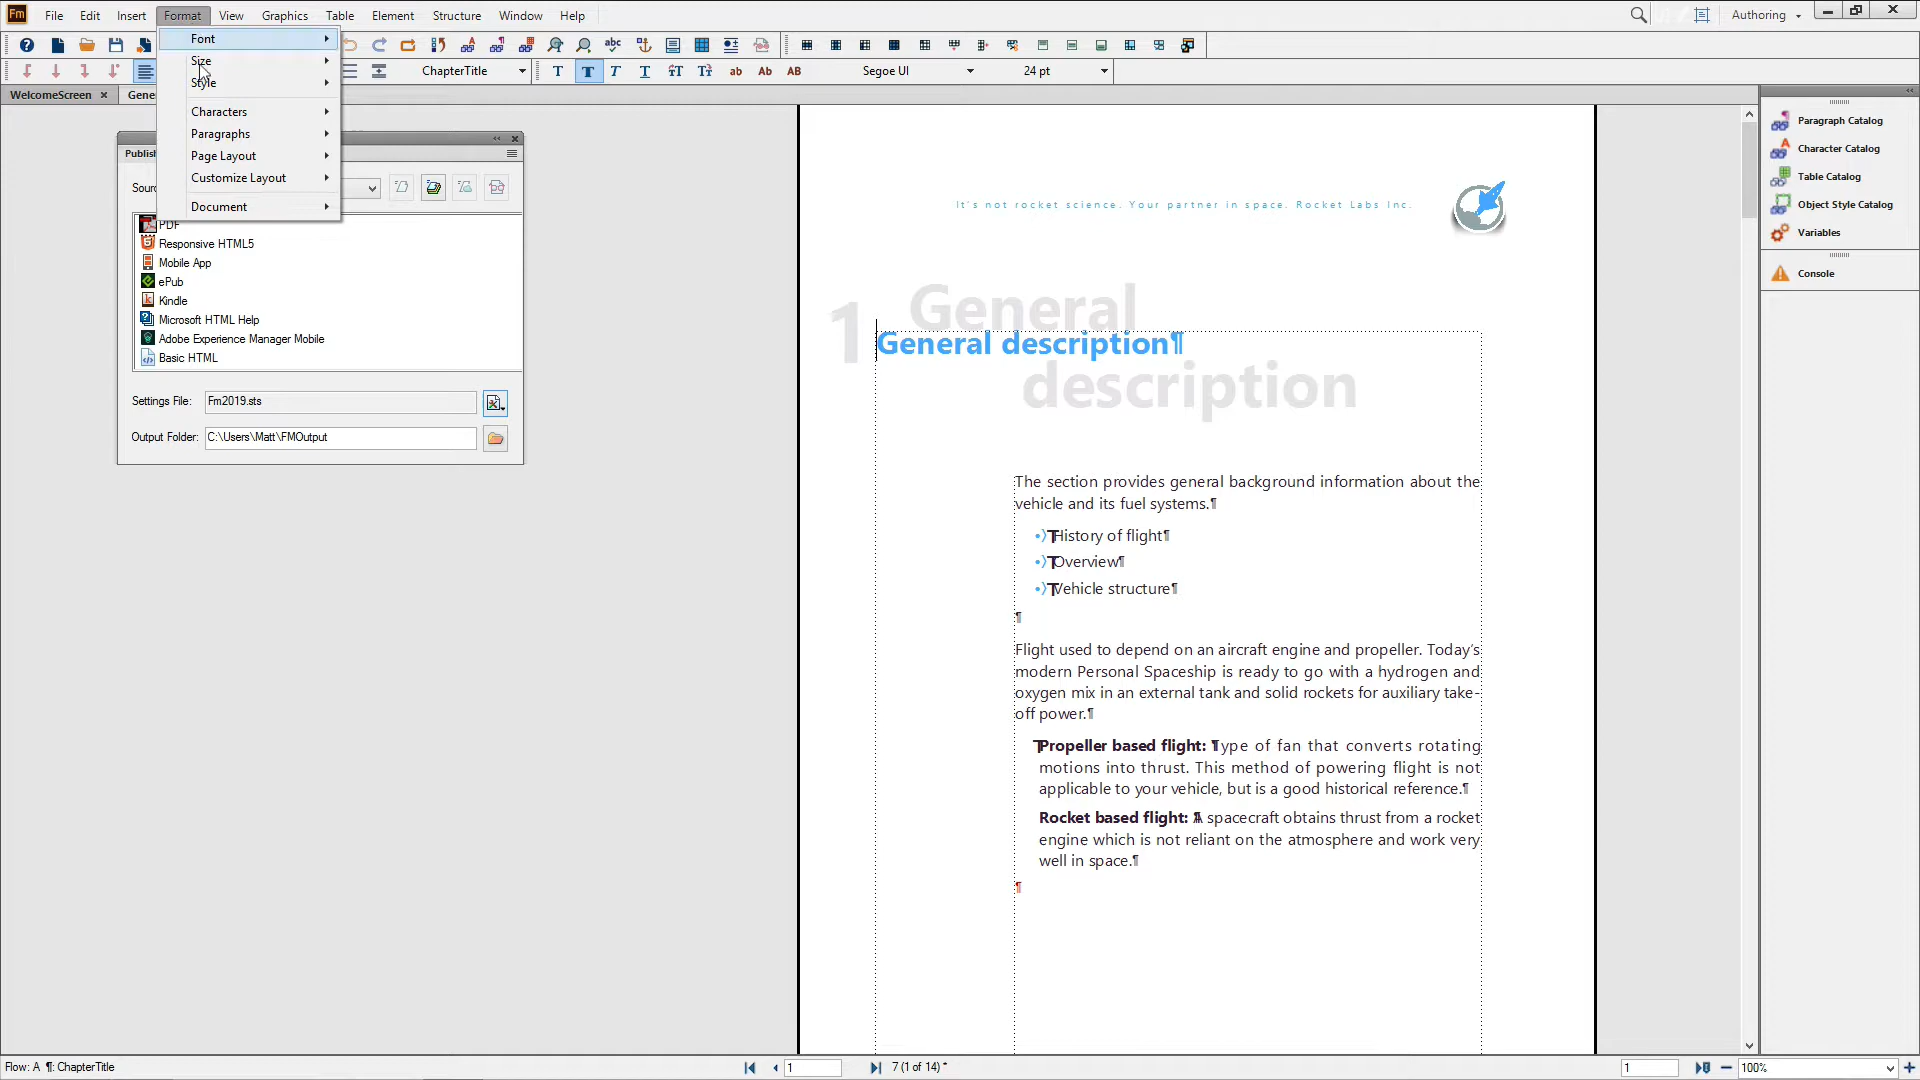 Fm File Edit Insert Format View Graphics Table Element Structure Window Help Authoring
ChapterTitle Segoe UI 24 pt
WelcomeScreen Gene
Font
Size
Style
Characters
Paragraphs
Page Layout
Customize Layout
Document
Publis
Sourc
PDF
Responsive HTML5
Mobile App
ePub
Kindle
Microsoft HTML Help
Adobe Experience Manager Mobile
Basic HTML
Settings File: Fm2019.sts
Output Folder: C:\Users\Matt\FMOutput
It's not rocket science. Your partner in space. Rocket Labs Inc.
1 General
General description¶
description
The section provides general background information about the
vehicle and its fuel systems.¶
•History of flight¶
•Overview¶
•Vehicle structure¶
¶
Flight used to depend on an aircraft engine and propeller. Today's
modern Personal Spaceship is ready to go with a hydrogen and
oxygen mix in an external tank and solid rockets for auxiliary take-
off power.¶
Propeller based flight: Type of fan that converts rotating
motions into thrust. This method of powering flight is not
applicable to your vehicle, but is a good historical reference.¶
Rocket based flight: A spacecraft obtains thrust from a rocket
engine which is not reliant on the atmosphere and work very
well in space.¶
¶
Paragraph Catalog
Character Catalog
Table Catalog
Object Style Catalog
Variables
Console
Flow: A ¶: ChapterTitle 1 7 (1 of 14) * 1 100%